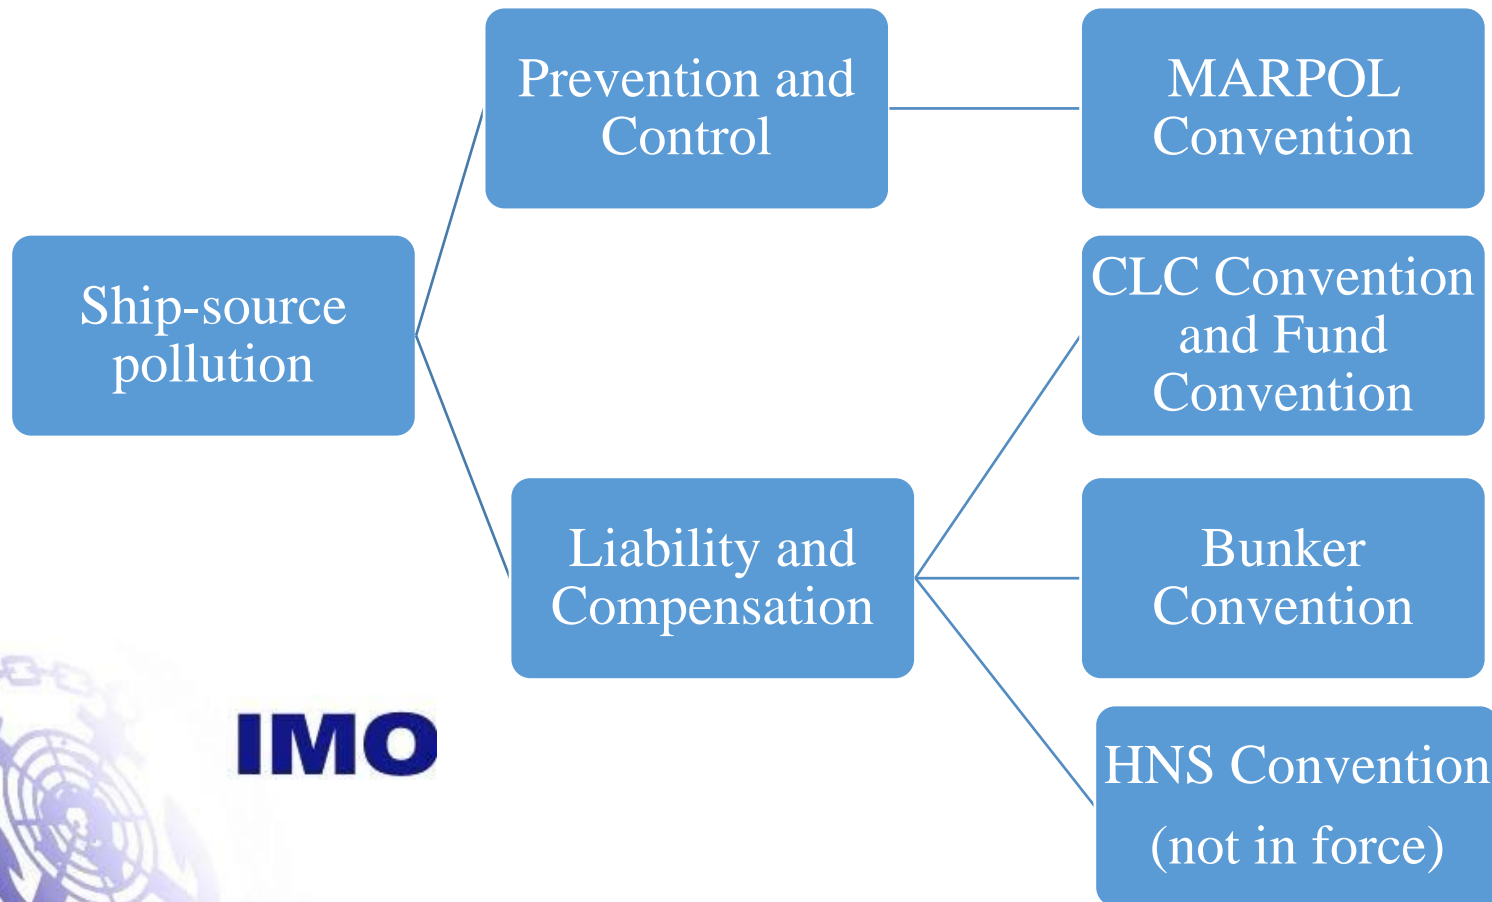 Prevention and
Control
MARPOL
Convention
Ship-source
pollution
CLC Convention
and Fund
Convention
Liability and
Compensation
Bunker
Convention
HNS Convention
(not in force)
IMO